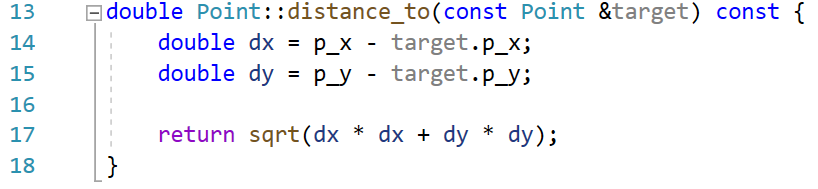 13 double Point::distance_to(const Point &target) const {
14     double dx = p_x - target.p_x;
15     double dy = p_y - target.p_y;
16
17     return sqrt(dx * dx + dy * dy);
18 }